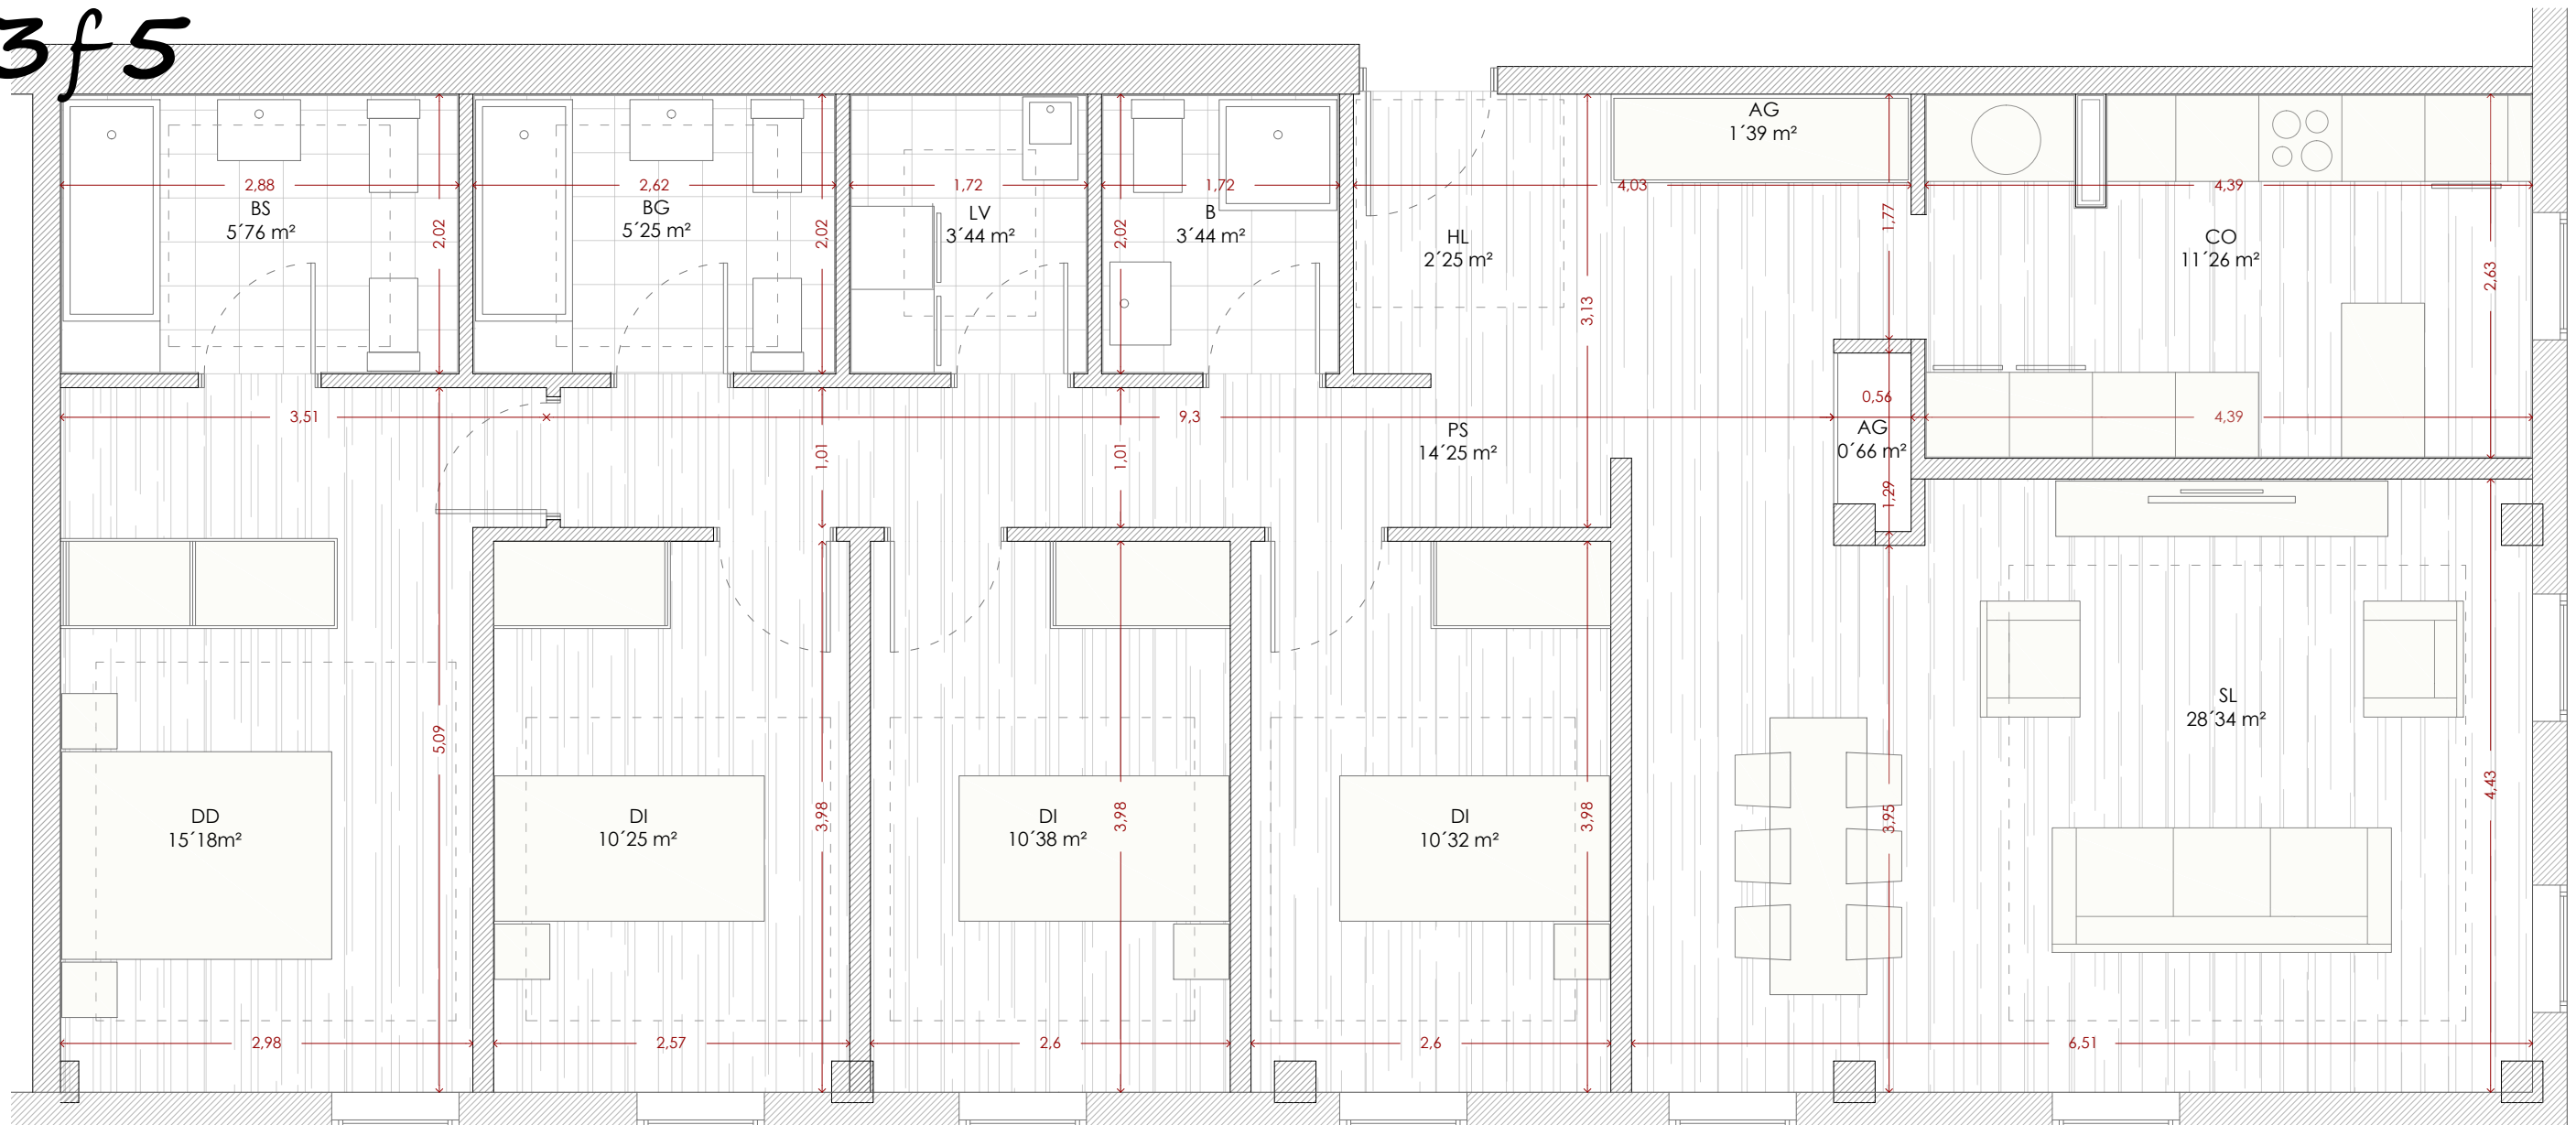 3f5
AG
1´39 m²
2,88
2,62
1,72
1,72
4,03
4,39
BS
5´76 m²
2,02
BG
5´25 m²
2,02
LV
3´44 m²
2,02
B
3´44 m²
HL
2´25 m²
3,13
1,77
CO
11´26 m²
2,63
3,51
9,3
0,56
4,39
1,01
1,01
PS
14´25 m²
AG
0´66 m²
1,29
5,09
SL
28´34 m²
DD
15´18m²
DI
10´25 m²
3,98
DI
10´38 m²
3,98
DI
10´32 m²
3,98
3,95
4,43
2,98
2,57
2,6
2,6
6,51